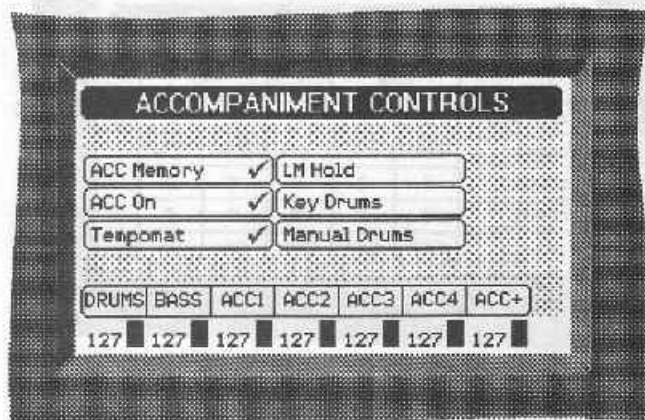 ACCOMPANIMENT CONTROLS
ACC Memory ✓ LM Hold
ACC On ✓ Key Drums
Tempomat ✓ Manual Drums
DRUMS BASS ACC1 ACC2 ACC3 ACC4 ACC+
127 127 127 127 127 127 127